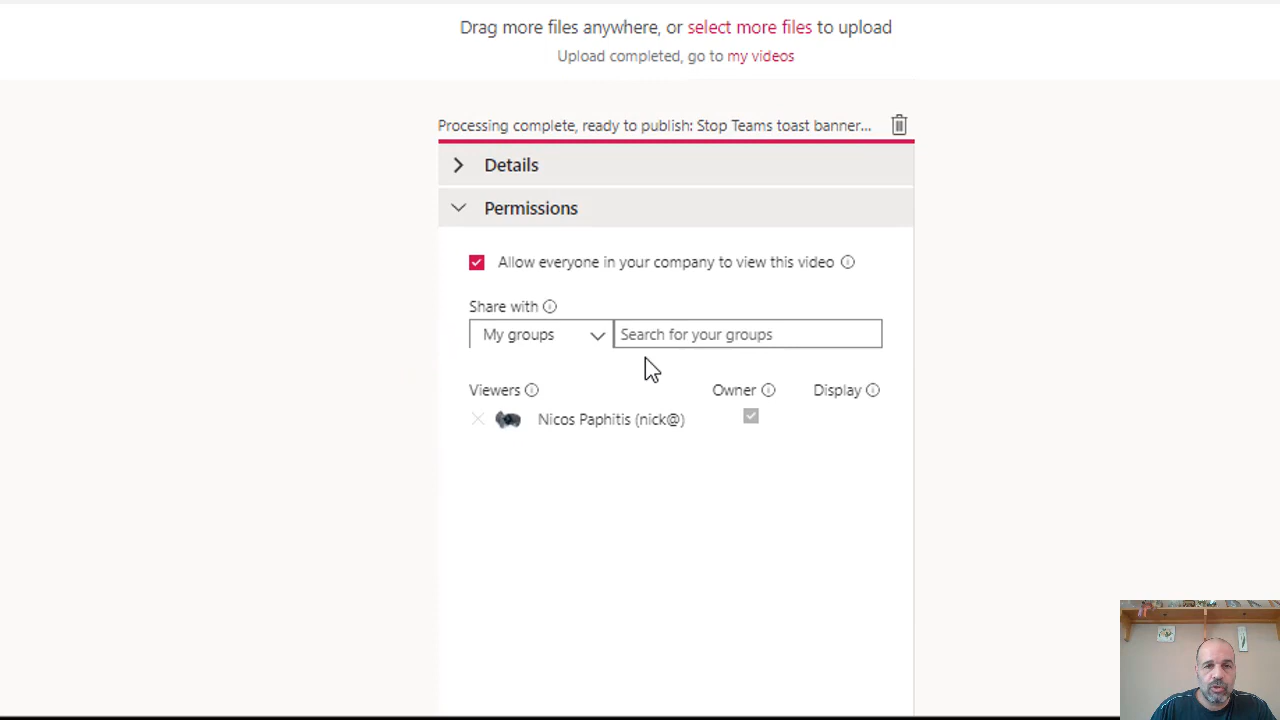 Drag more files anywhere, or select more files to upload
Upload completed, go to my videos
Processing complete, ready to publish: Stop Teams toast banner...
Details
Permissions
Allow everyone in your company to view this video
Share with
My groups
Search for your groups
Viewers Owner Display
Nicos Paphitis (nick@)